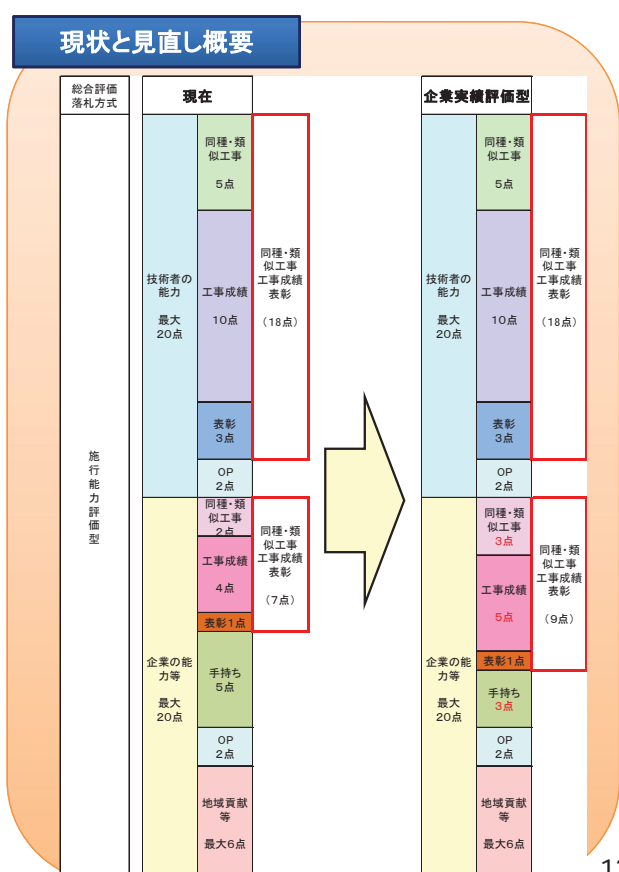 現状と見直し概要
総合評価
落札方式
現在
企業実績評価型
施行能力評価型
技術者の
能力
最大
20点
同種・類
似工事
5点
工事成績
10点
表彰
3点
OP
2点
同種・類
似工事
工事成績
表彰
（18点）
企業の能
力等
最大
20点
同種・類
似工事
2点
工事成績
4点
表彰1点
手持ち
5点
OP
2点
地域貢献
等
最大6点
同種・類
似工事
工事成績
表彰
（7点）
技術者の
能力
最大
20点
同種・類
似工事
5点
工事成績
10点
表彰
3点
OP
2点
同種・類
似工事
工事成績
表彰
（18点）
企業の能
力等
最大
20点
同種・類
似工事
3点
工事成績
5点
表彰1点
手持ち
3点
OP
2点
地域貢献
等
最大6点
同種・類
似工事
工事成績
表彰
（9点）